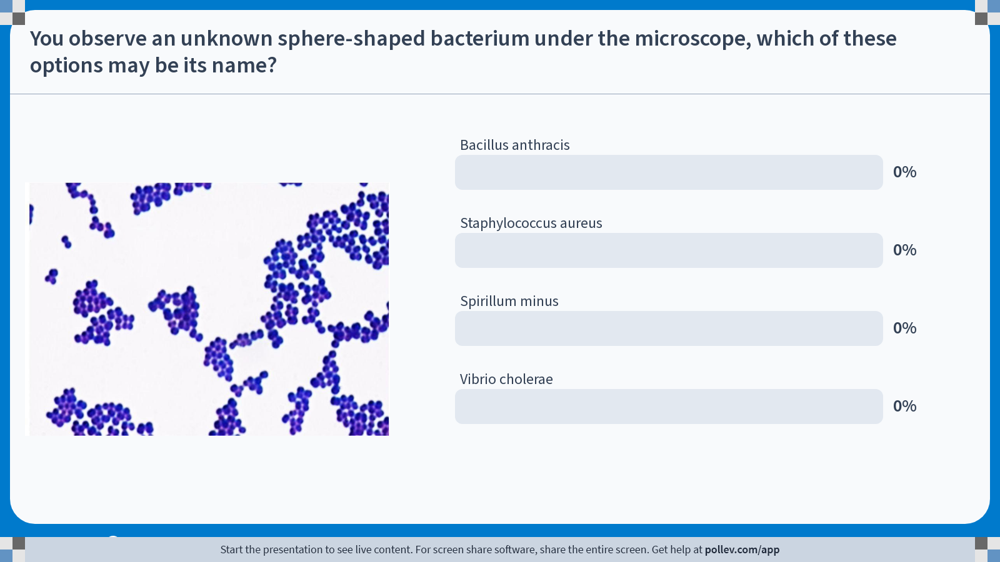 You observe an unknown sphere-shaped bacterium under the microscope, which of these
options may be its name?
Bacillus anthracis
0%
Staphylococcus aureus
0%
Spirillum minus
0%
Vibrio cholerae
0%
Start the presentation to see live content. For screen share software, share the entire screen. Get help at pollev.com/app